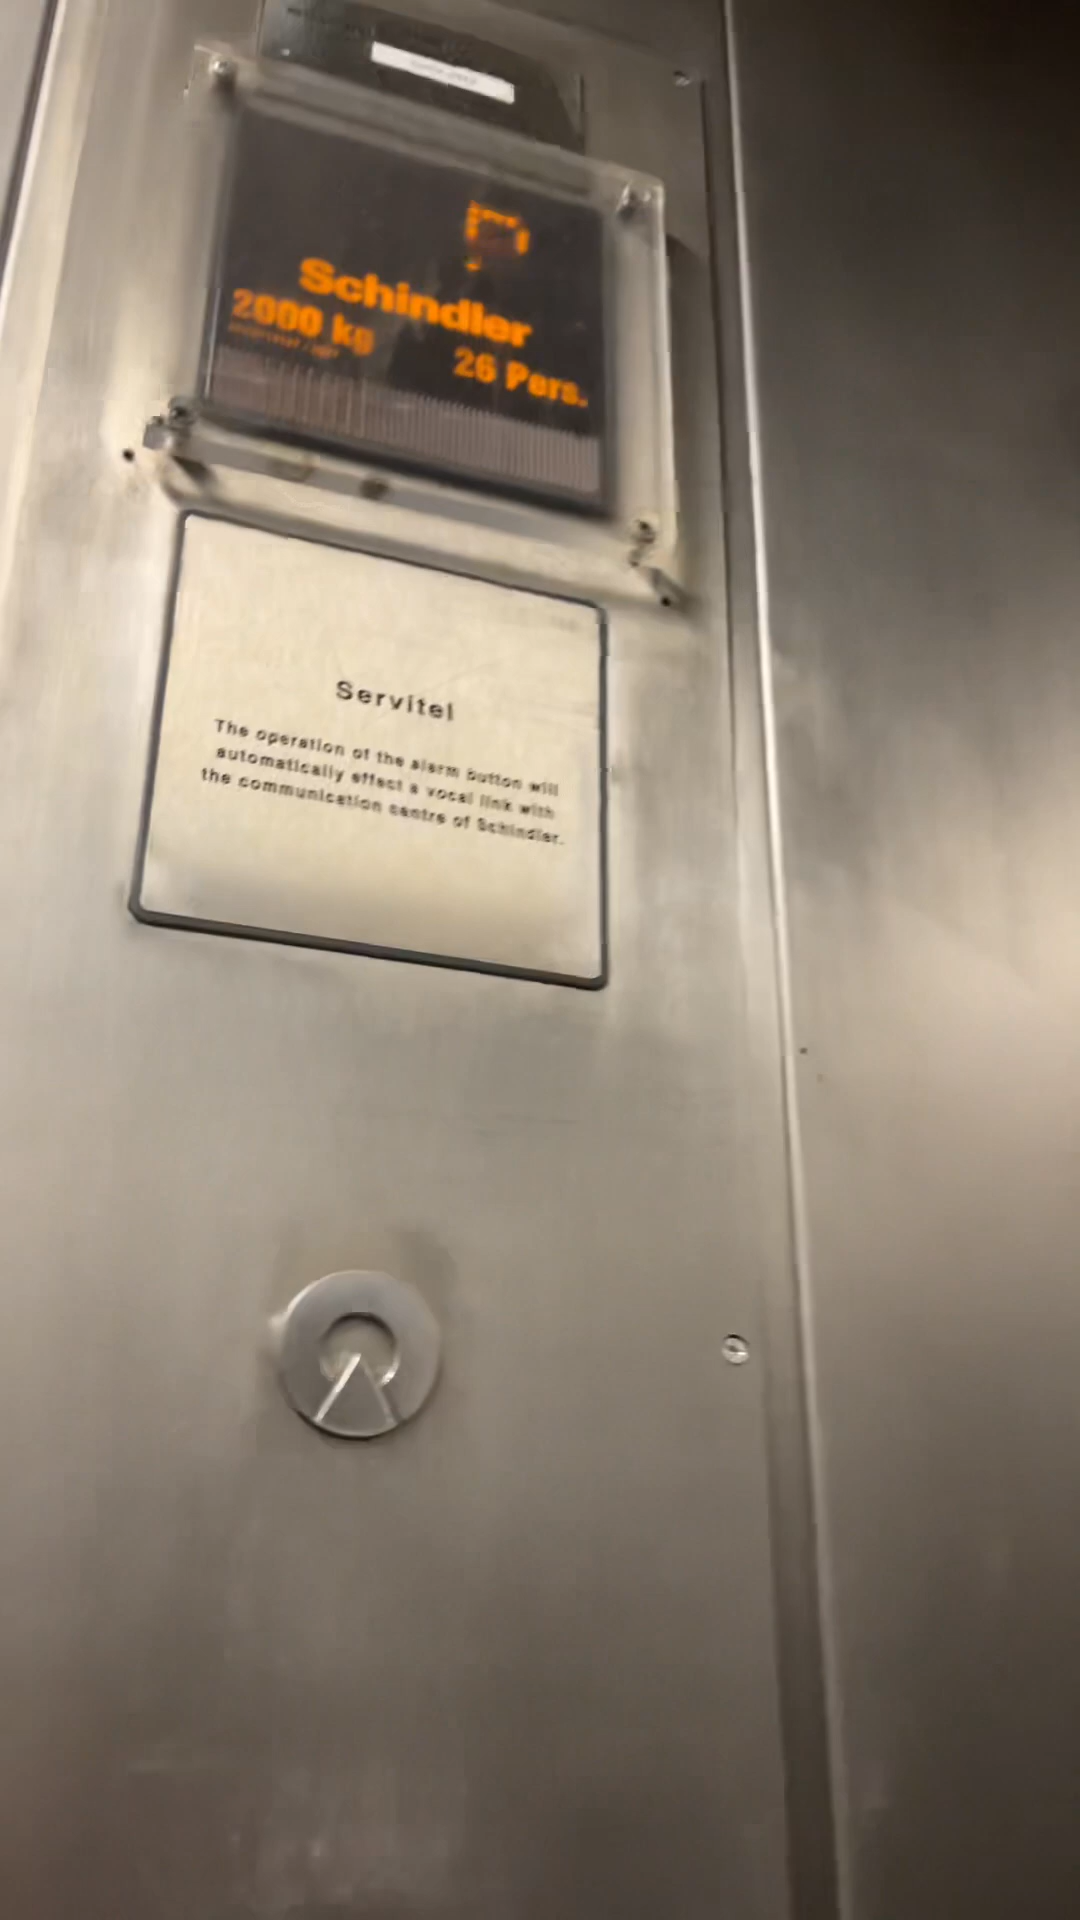 Schindler
2000 kg
26 Pers.
Servitel
The operation of the alarm button will
automatically effect a vocal link with
the communication centre of Schindler.